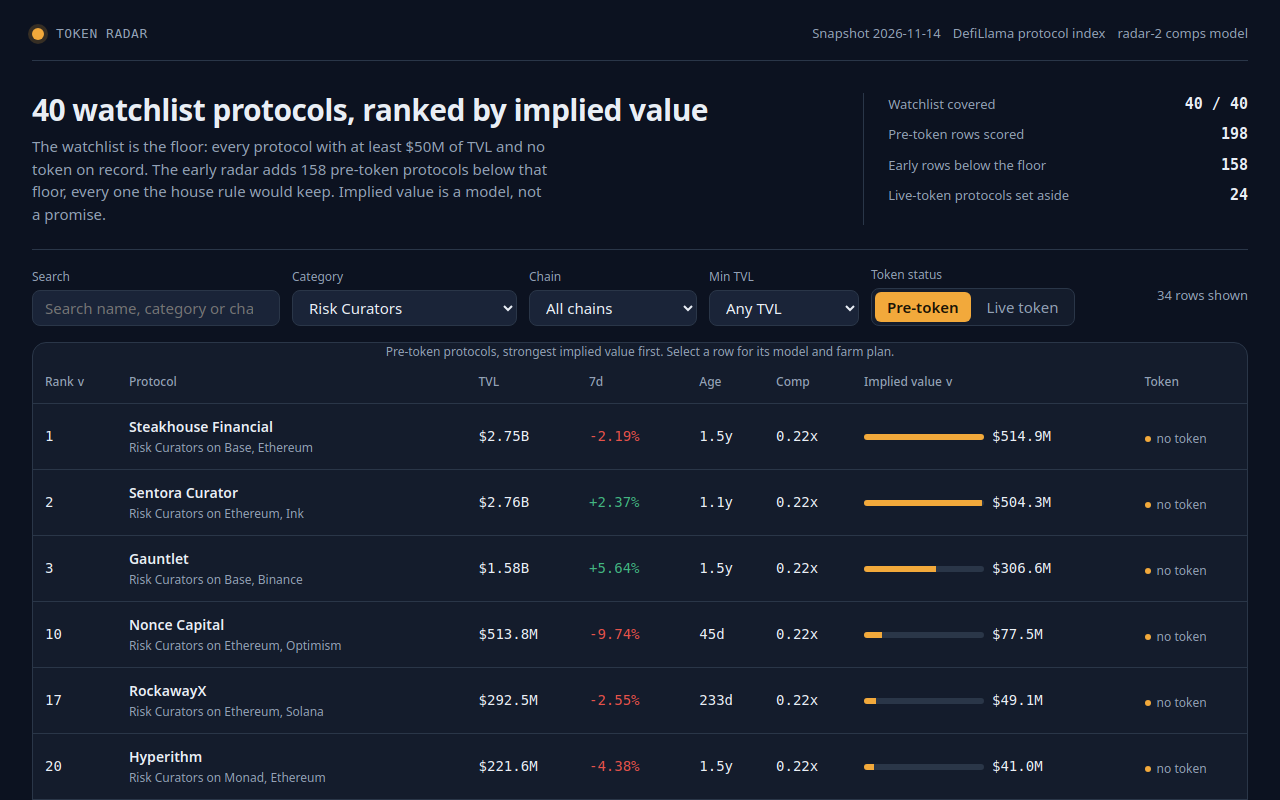 TOKEN RADAR
Snapshot 2026-11-14 DefiLlama protocol index radar-2 comps model
40 watchlist protocols, ranked by implied value
The watchlist is the floor: every protocol with at least $50M of TVL and no
token on record. The early radar adds 158 pre-token protocols below that
floor, every one the house rule would keep. Implied value is a model, not
a promise.
Watchlist covered 40 / 40
Pre-token rows scored 198
Early rows below the floor 158
Live-token protocols set aside 24
Search Category Chain Min TVL Token status
Search name, category or cha Risk Curators All chains Any TVL Pre-token Live token 34 rows shown
Pre-token protocols, strongest implied value first. Select a row for its model and farm plan.
Rank v Protocol TVL 7d Age Comp Implied value v Token
1 Steakhouse Financial $2.75B -2.19% 1.5y 0.22x $514.9M no token
Risk Curators on Base, Ethereum
2 Sentora Curator $2.76B +2.37% 1.1y 0.22x $504.3M no token
Risk Curators on Ethereum, Ink
3 Gauntlet $1.58B +5.64% 1.5y 0.22x $306.6M no token
Risk Curators on Base, Binance
10 Nonce Capital $513.8M -9.74% 45d 0.22x $77.5M no token
Risk Curators on Ethereum, Optimism
17 RockawayX $292.5M -2.55% 233d 0.22x $49.1M no token
Risk Curators on Ethereum, Solana
20 Hyperithm $221.6M -4.38% 1.5y 0.22x $41.0M no token
Risk Curators on Monad, Ethereum